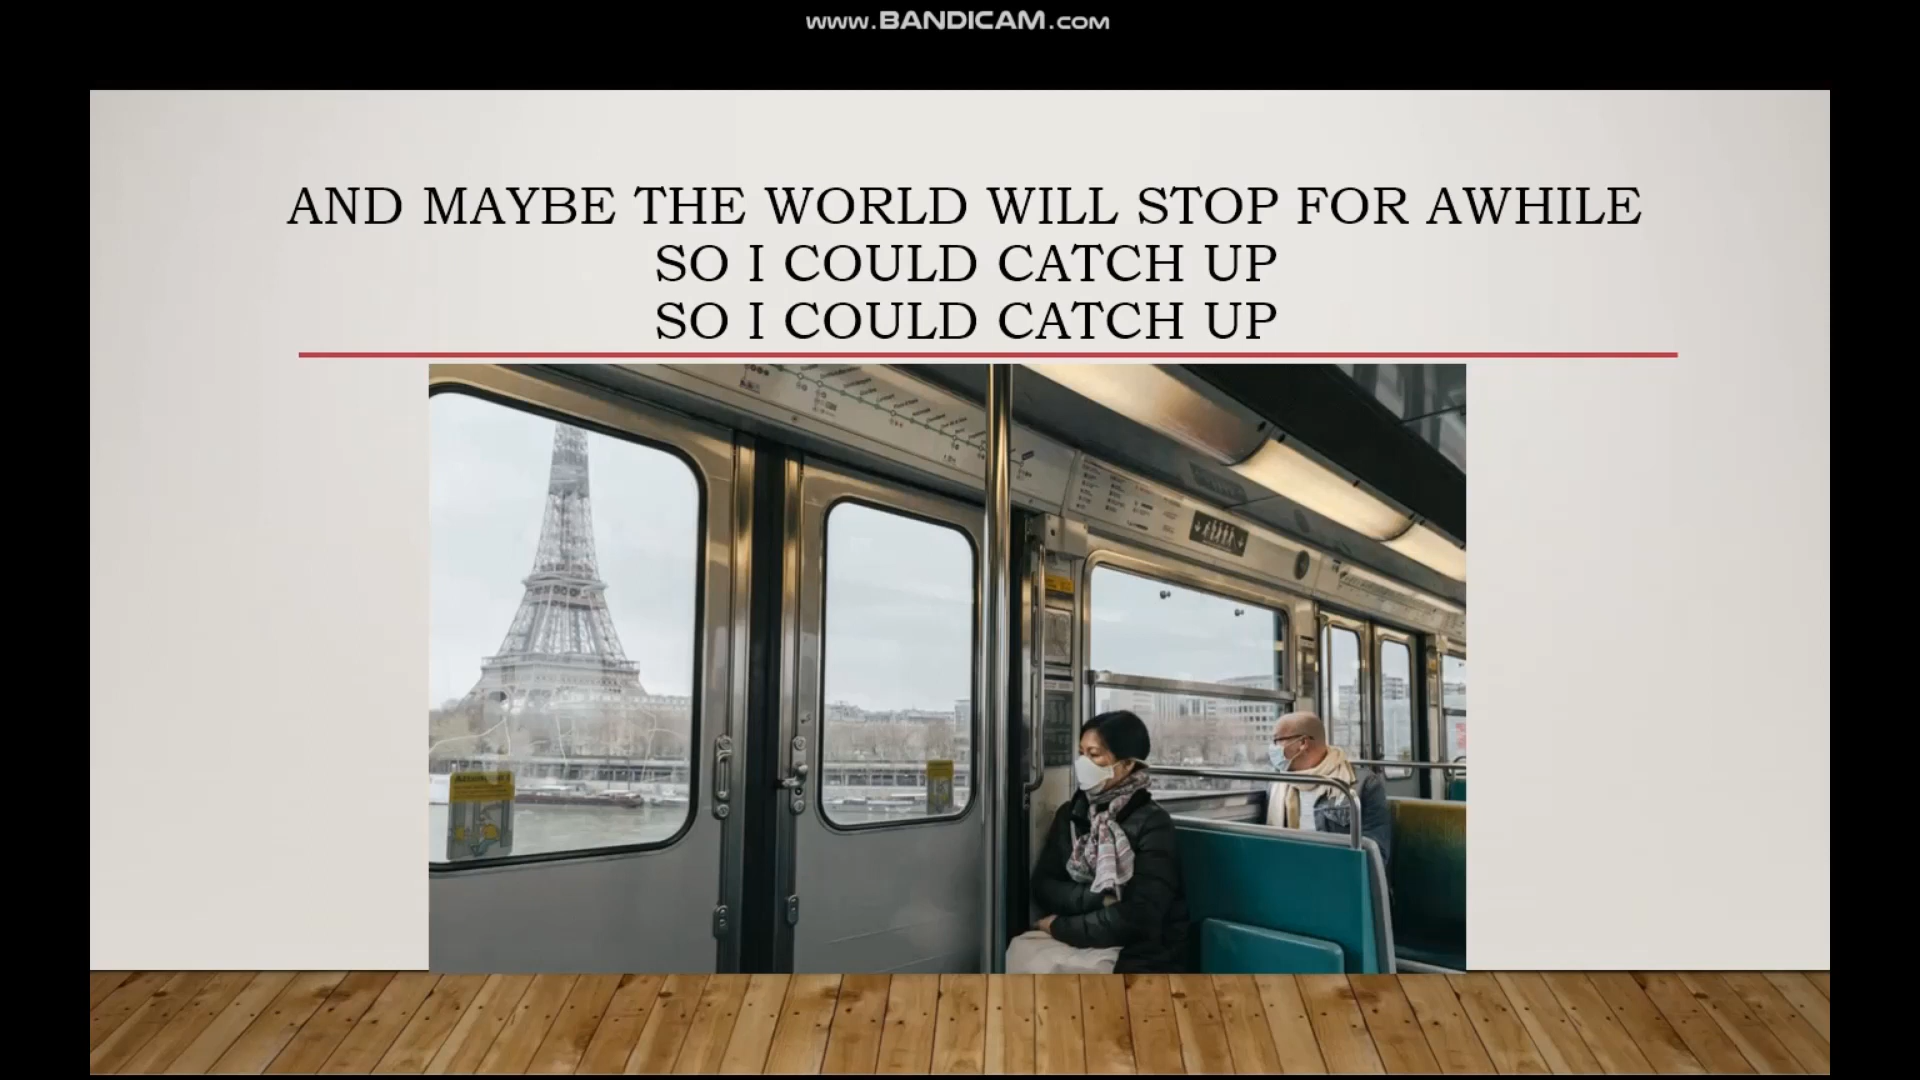 www.BANDICAM.com
AND MAYBE THE WORLD WILL STOP FOR AWHILE
SO I COULD CATCH UP
SO I COULD CATCH UP